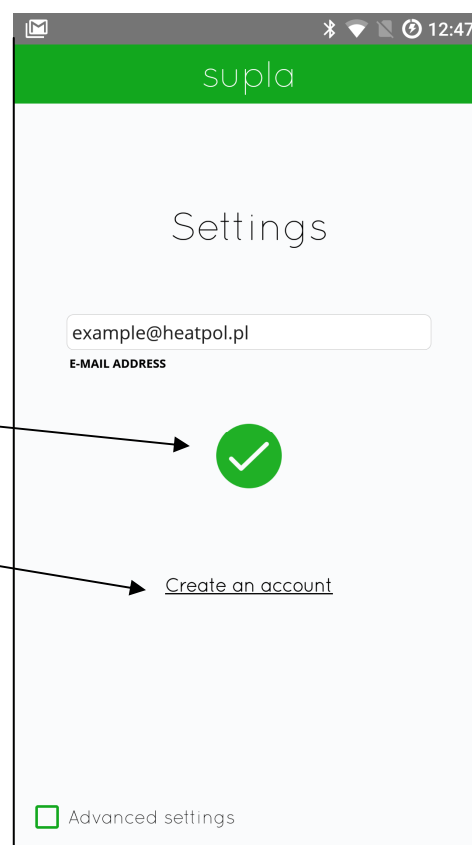 12:47
supla
Settings
example@heatpol.pl
E-MAIL ADDRESS
Create an account
Advanced settings